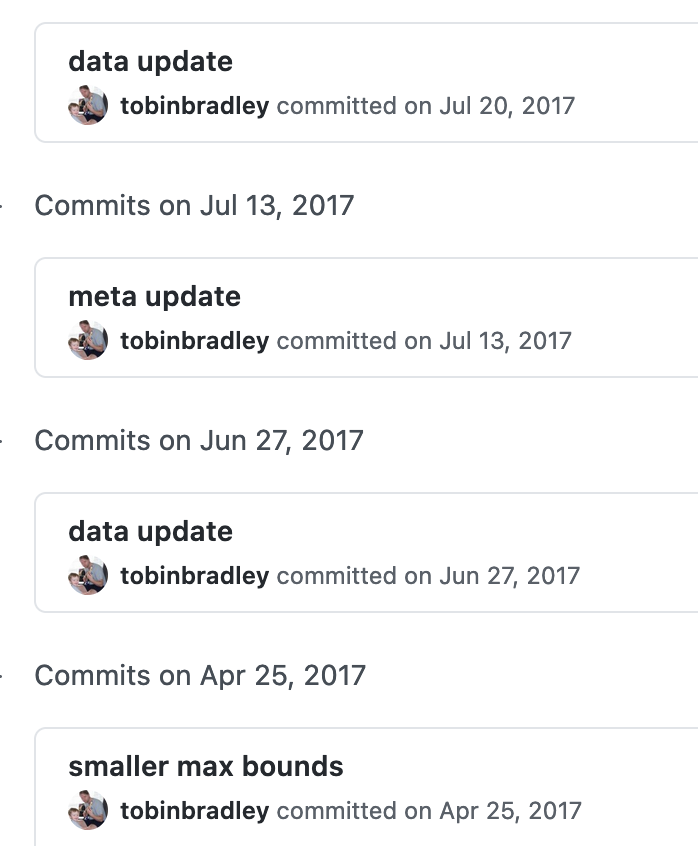 data update
tobinbradley committed on Jul 20, 2017
Commits on Jul 13, 2017
meta update
tobinbradley committed on Jul 13, 2017
Commits on Jun 27, 2017
data update
tobinbradley committed on Jun 27, 2017
Commits on Apr 25, 2017
smaller max bounds
tobinbradley committed on Apr 25, 2017